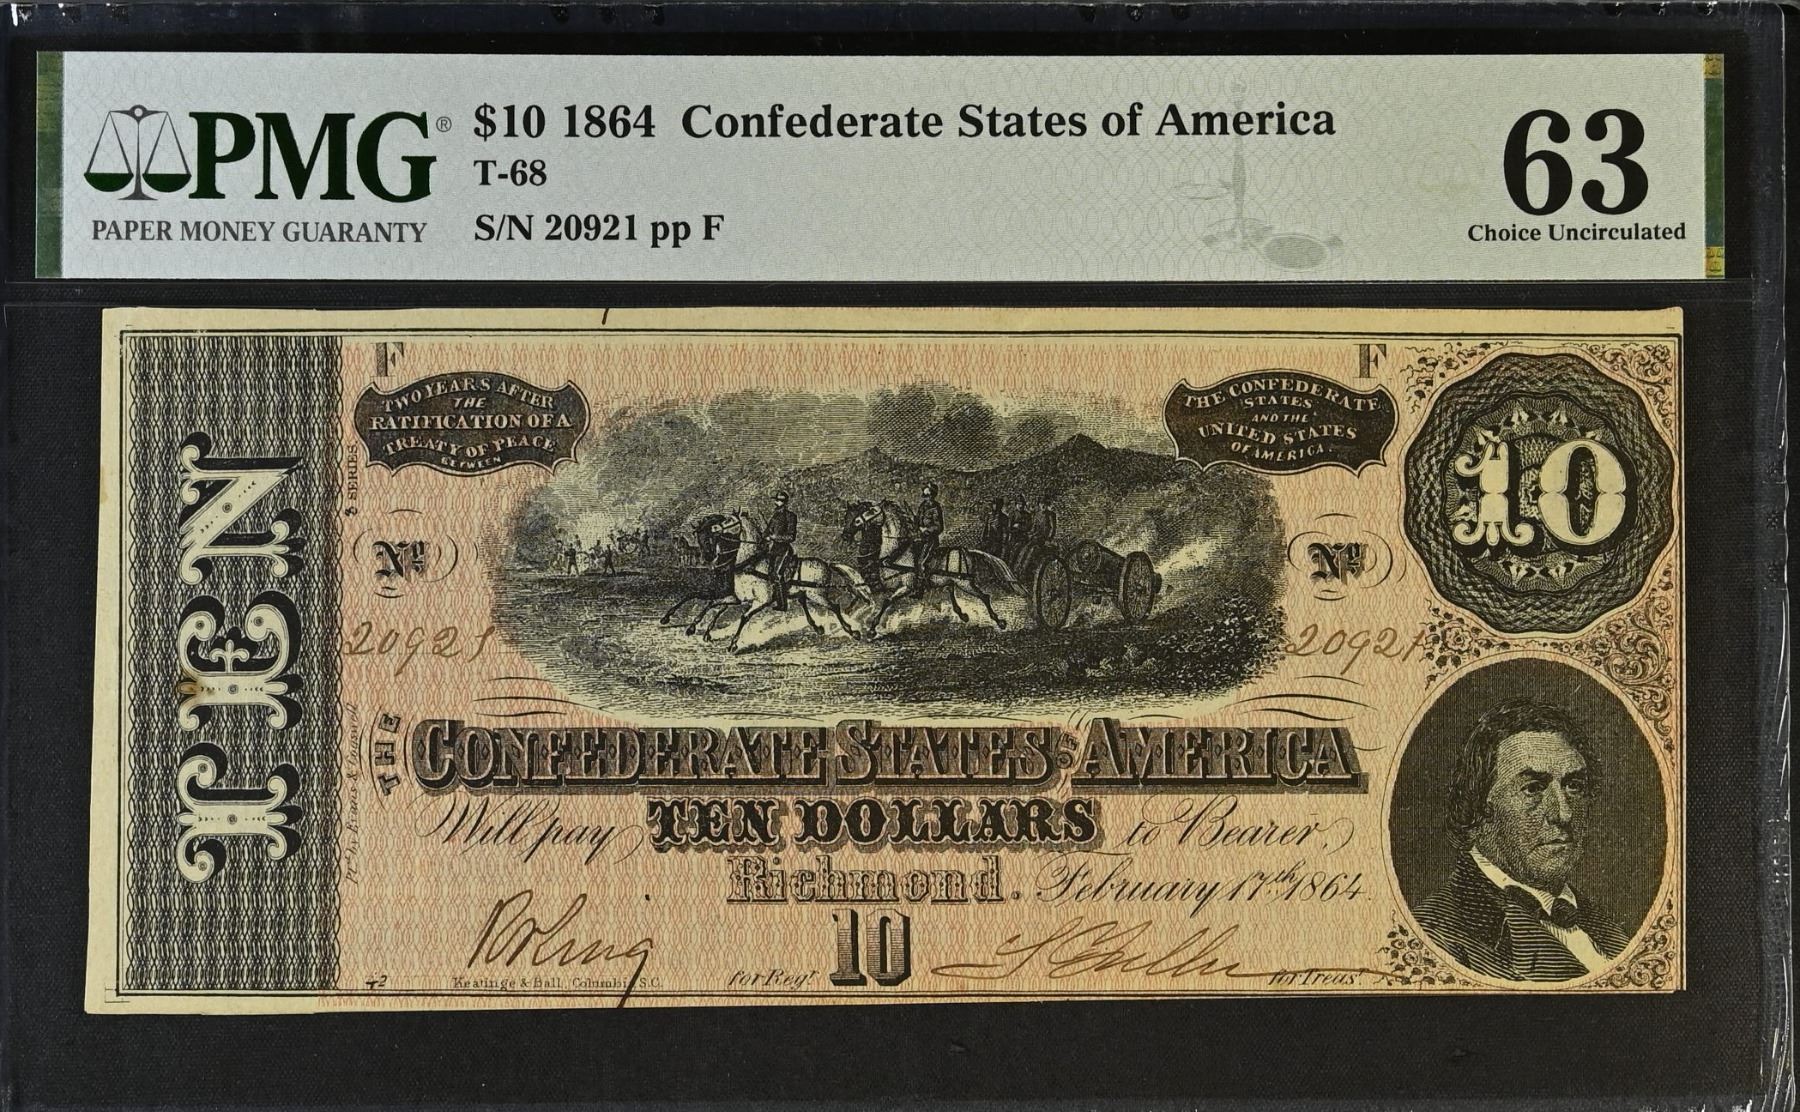 PMG®
PAPER MONEY GUARANTY
$10 1864 Confederate States of America
T-68
S/N 20921 pp F
63
Choice Uncirculated
F
F
TWO YEARS AFTER
THE
RATIFICATION OF A
TREATY OF PEACE
BETWEEN
THE CONFEDERATE
STATES
AND THE
UNITED STATES
OF AMERICA.
10
TEN
SERIES
No
No
20921
20921
THE CONFEDERATE STATES OF AMERICA
Will pay TEN DOLLARS to Bearer,
Richmond. February 17th 1864.
10
for Regr
for Treasr
Keatinge & Ball, Columbia, S.C.